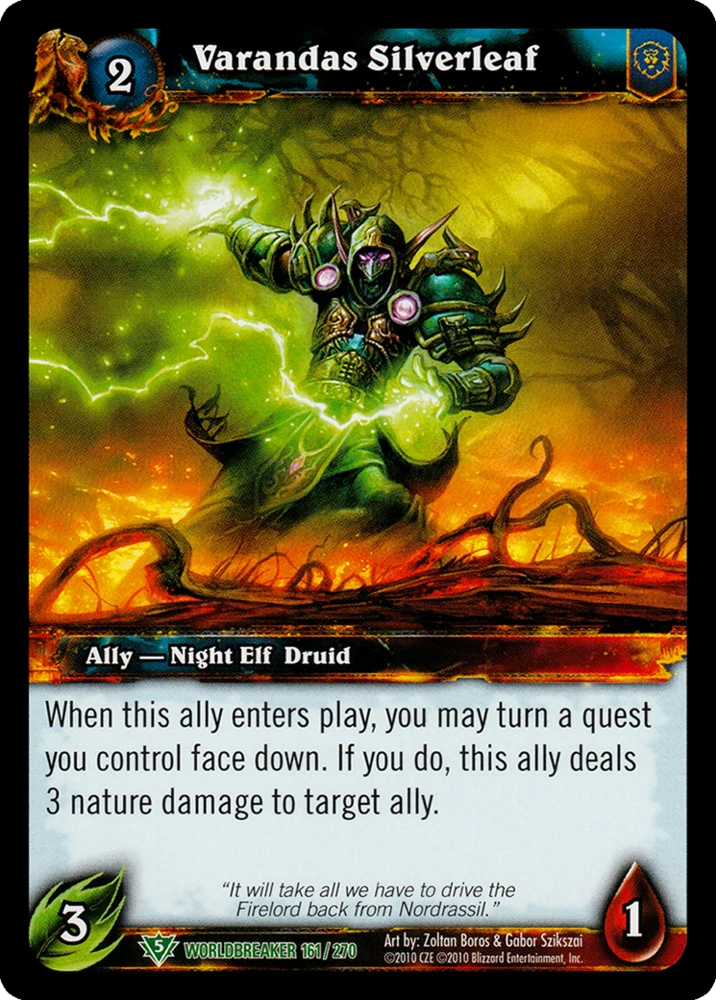 2
Varandas Silverleaf
Ally — Night Elf Druid
When this ally enters play, you may turn a quest
you control face down. If you do, this ally deals
3 nature damage to target ally.
"It will take all we have to drive the
Firelord back from Nordrassil."
3
5
WORLDBREAKER 161/270
Art by: Zoltan Boros & Gabor Szikszai
©2010 CZE ©2010 Blizzard Entertainment, Inc.
1